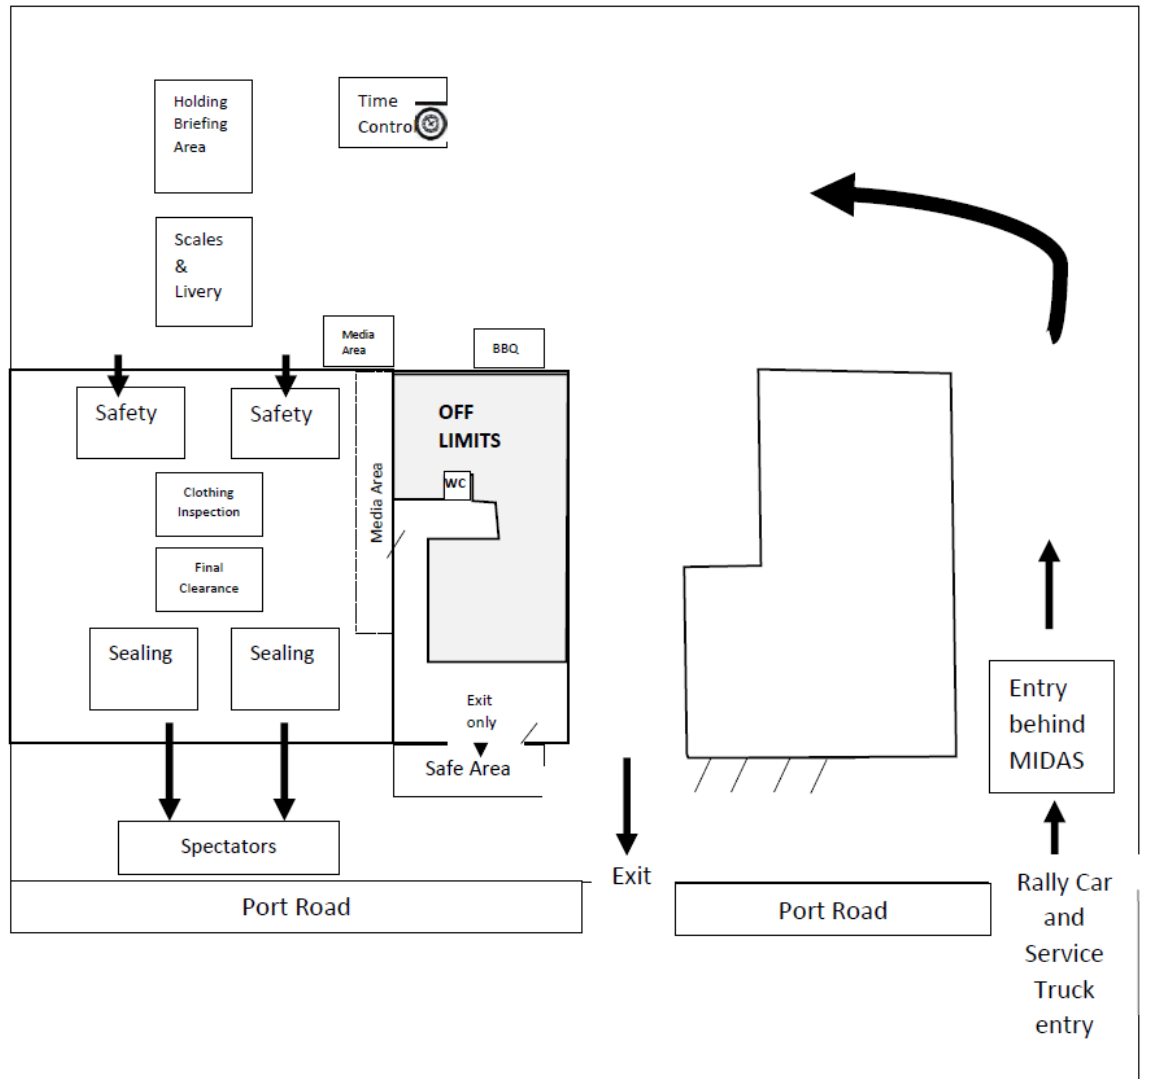 Holding
Briefing
Area
Time
Control
Scales
&
Livery
Media
Area
BBQ
Safety
Safety
OFF
LIMITS
WC
Media Area
Clothing
Inspection
Final
Clearance
Sealing
Sealing
Exit
only
Safe Area
Spectators
Port Road
Exit
Port Road
Entry
behind
MIDAS
Rally Car
and
Service
Truck
entry